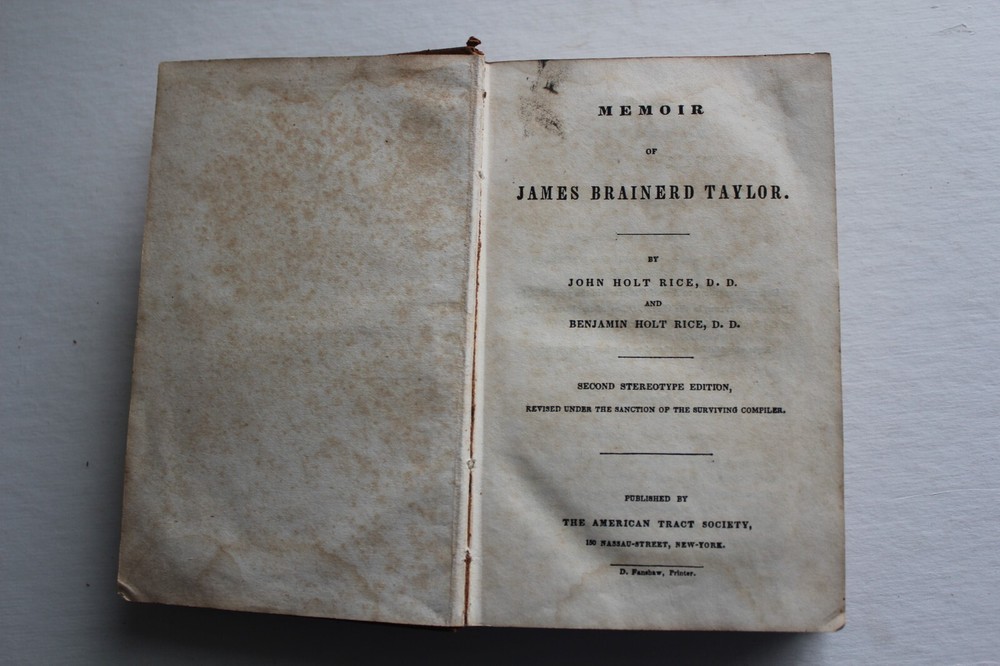 MEMOIR
OF
JAMES BRAINERD TAYLOR.
BY
JOHN HOLT RICE, D. D.
AND
BENJAMIN HOLT RICE, D. D.
SECOND STEREOTYPE EDITION,
REVISED UNDER THE SANCTION OF THE SURVIVING COMPILER.
PUBLISHED BY
THE AMERICAN TRACT SOCIETY,
150 NASSAU-STREET, NEW-YORK.
D. Fanshaw, Printer.